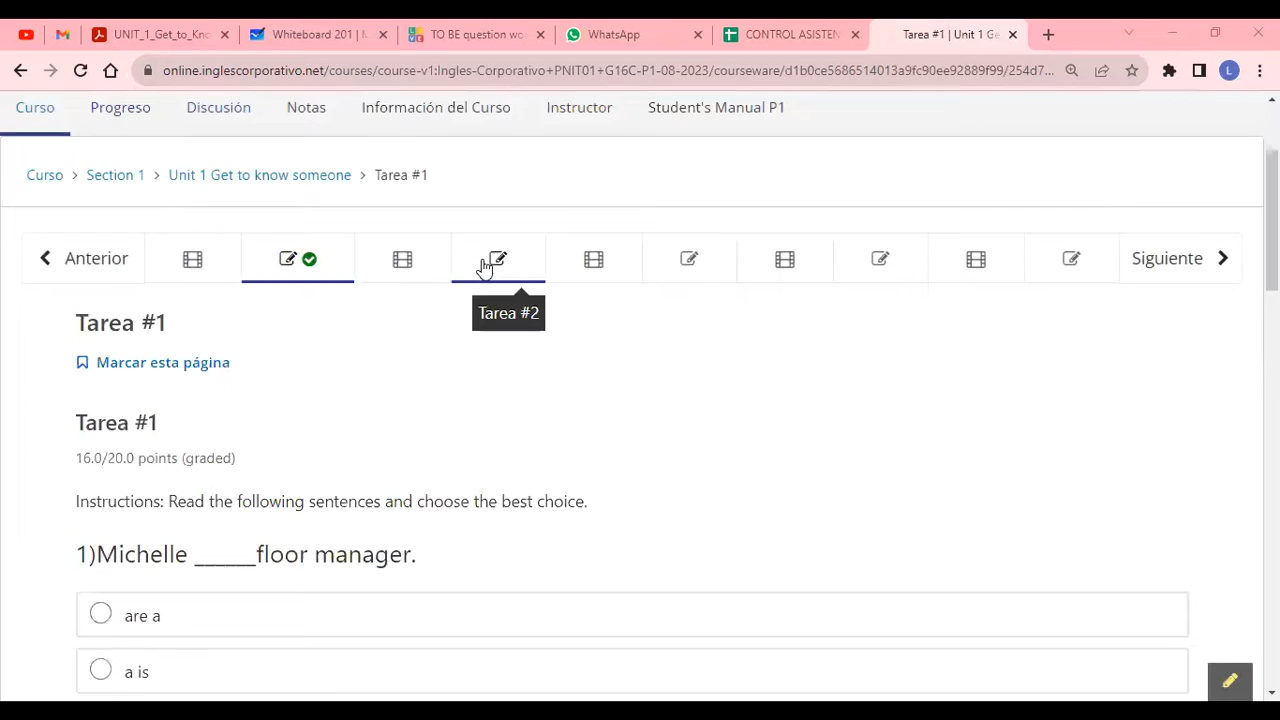 UNIT_1_Get_to_Kn
Whiteboard 201 | N
TO BE question wo
WhatsApp
CONTROL ASISTEN
Tarea #1 | Unit 1 Ge
online.inglescorporativo.net/courses/course-v1:Ingles-Corporativo+PNIT01+G16C-P1-08-2023/courseware/d1b0ce5686514013a9fc90ee92889f99/254d7...
L
Curso
Progreso
Discusión
Notas
Información del Curso
Instructor
Student's Manual P1
Curso > Section 1 > Unit 1 Get to know someone > Tarea #1
Anterior
Siguiente
Tarea #2
Tarea #1
Marcar esta página
Tarea #1
16.0/20.0 points (graded)
Instructions: Read the following sentences and choose the best choice.
1)Michelle ______floor manager.
are a
a is